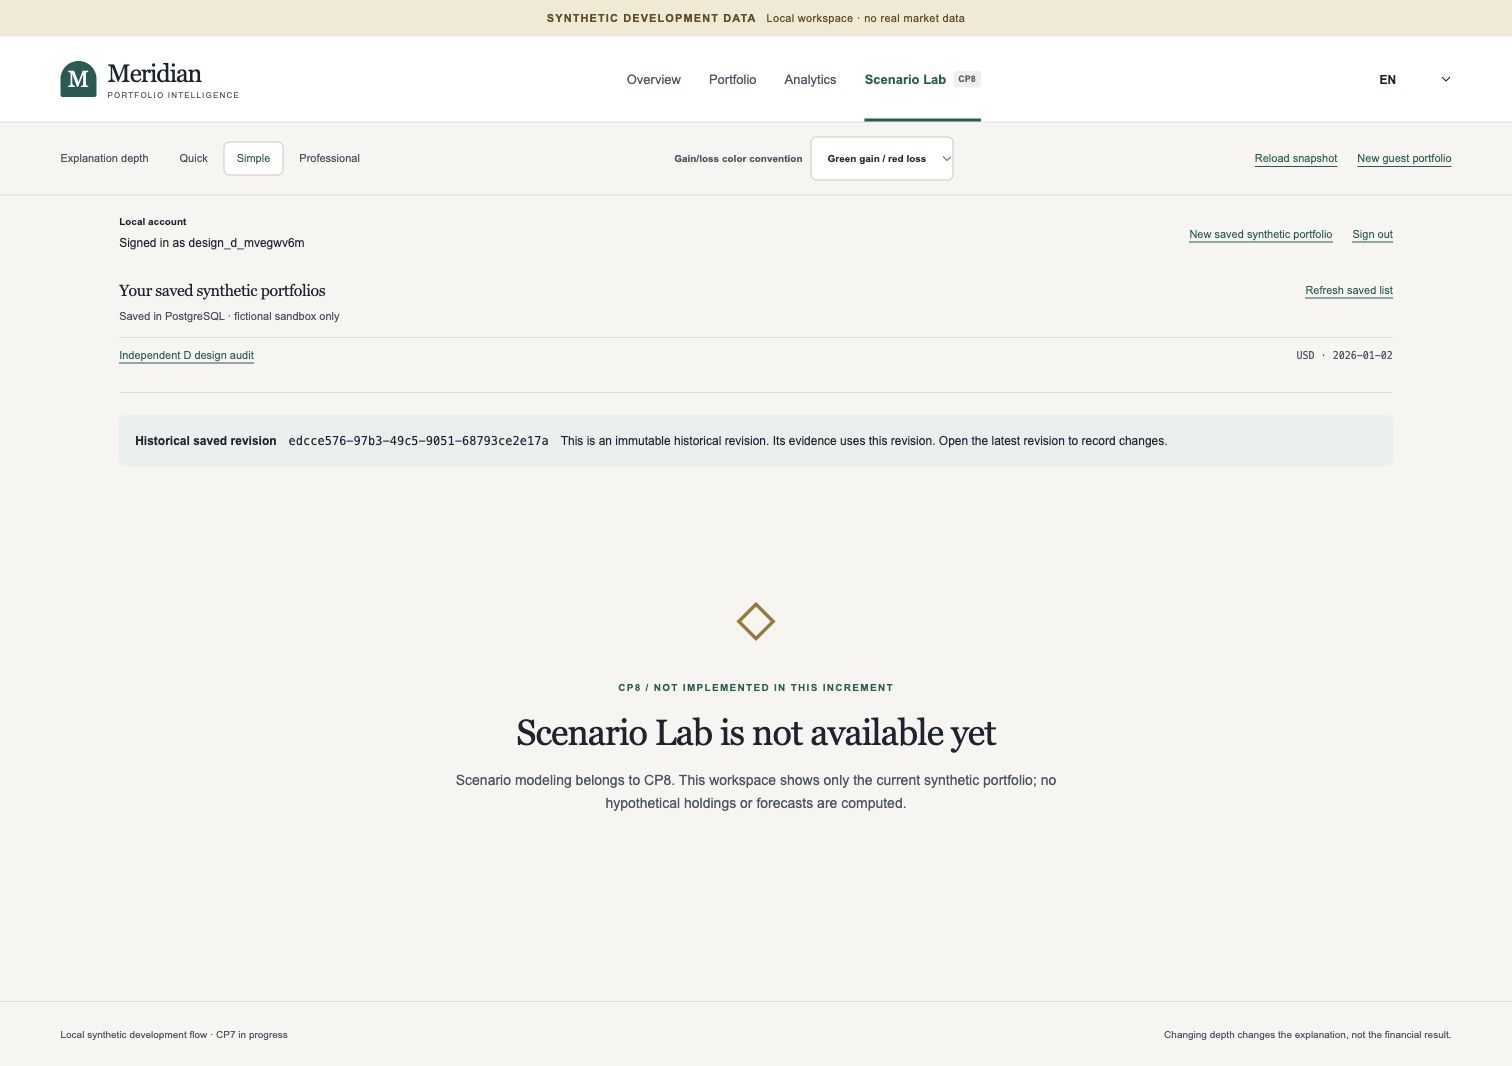 SYNTHETIC DEVELOPMENT DATA Local workspace · no real market data
M
Meridian
PORTFOLIO INTELLIGENCE
Overview Portfolio Analytics Scenario Lab CP8
EN
Explanation depth Quick Simple Professional
Gain/loss color convention Green gain / red loss
Reload snapshot New guest portfolio
Local account
Signed in as design_d_mvegwv6m
New saved synthetic portfolio Sign out
Your saved synthetic portfolios
Refresh saved list
Saved in PostgreSQL · fictional sandbox only
Independent D design audit
USD · 2026-01-02
Historical saved revision edcce576-97b3-49c5-9051-68793ce2e17a This is an immutable historical revision. Its evidence uses this revision. Open the latest revision to record changes.
CP8 / NOT IMPLEMENTED IN THIS INCREMENT
Scenario Lab is not available yet
Scenario modeling belongs to CP8. This workspace shows only the current synthetic portfolio; no
hypothetical holdings or forecasts are computed.
Local synthetic development flow · CP7 in progress
Changing depth changes the explanation, not the financial result.